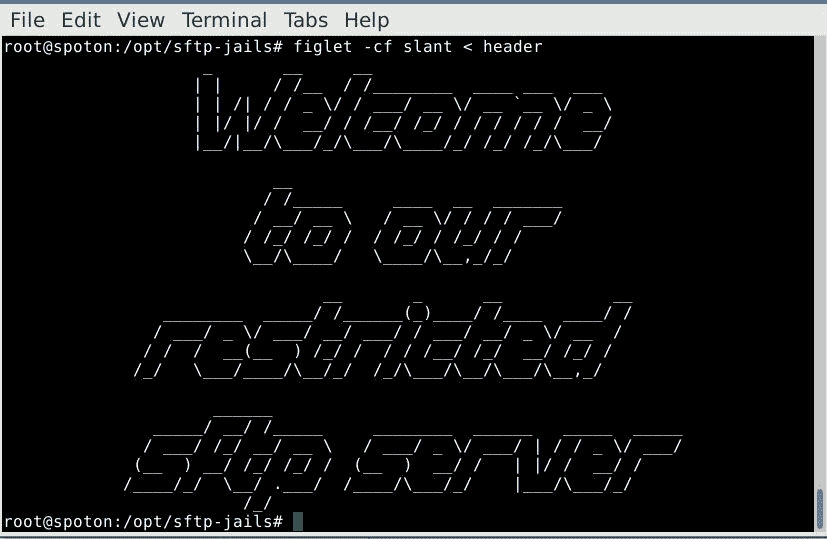 File Edit View Terminal Tabs Help
root@spoton:/opt/sftp-jails# figlet -cf slant < header
Welcome
to our
restricted
sftp server
root@spoton:/opt/sftp-jails#